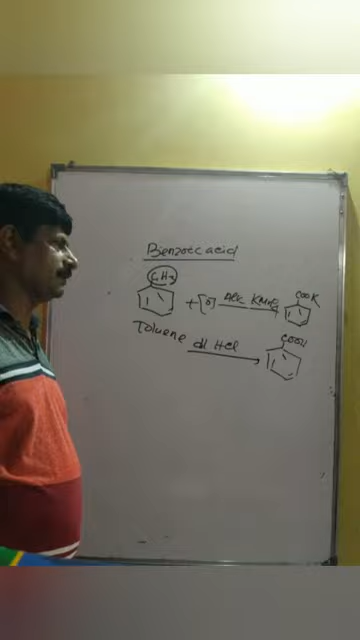 Benzoic acid
CH3
+ [O] Alk KMnO4 COOK
Toluene dil HCl COOH